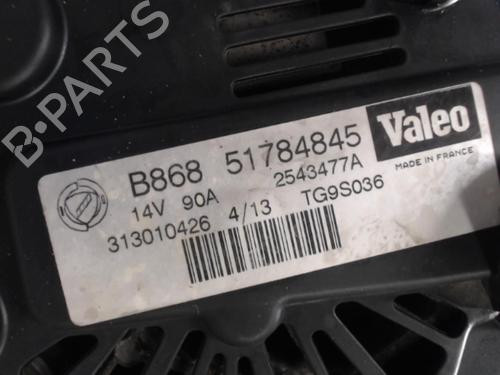 B-PARTS
Valeo
MADE IN FRANCE
B868 51784845
14V 90A 2543477A
313010426 4/13 TG9S036